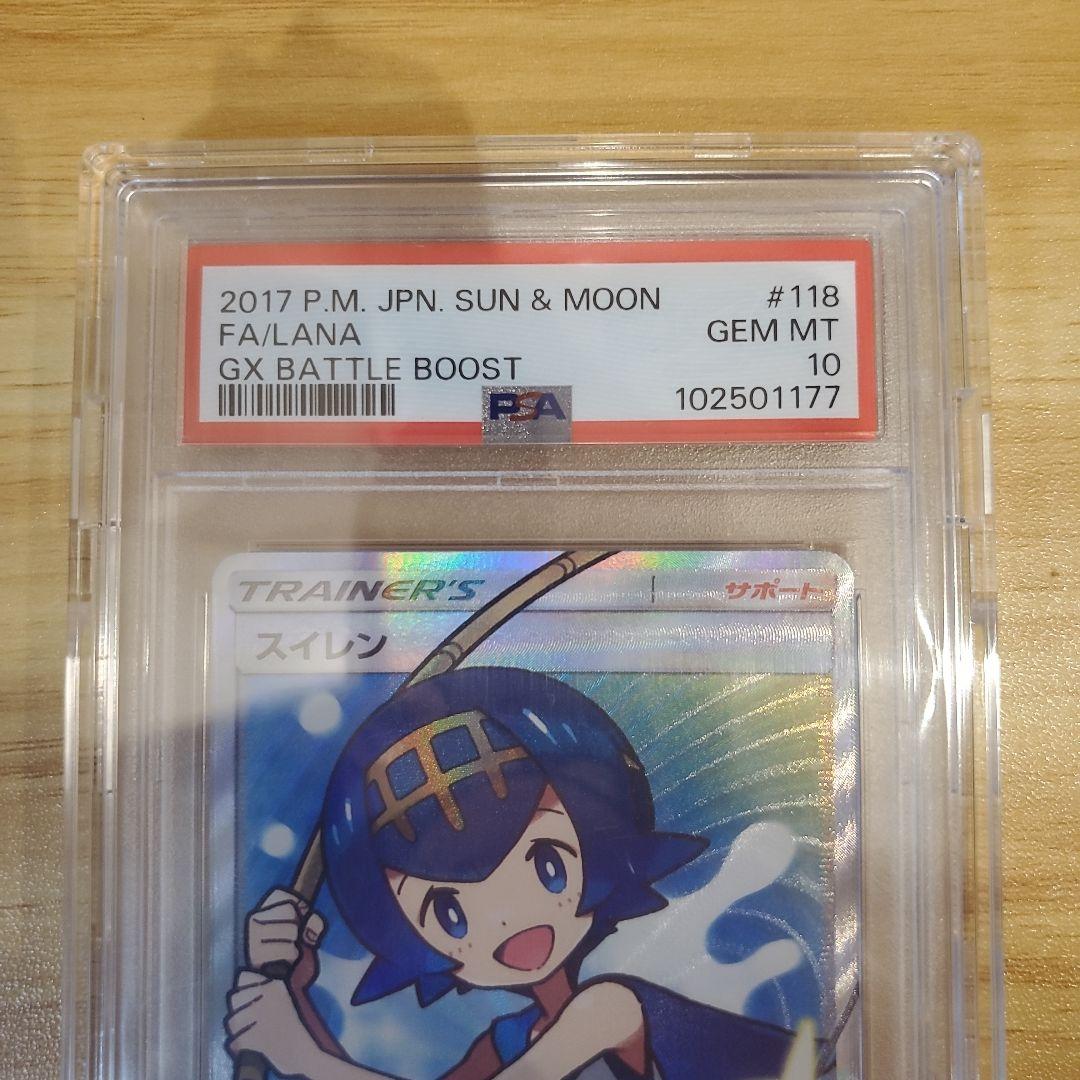 2017 P.M. JPN. SUN & MOON #118
FA/LANA GEM MT
GX BATTLE BOOST 10
102501177
PSA
TRAINER'S サポート
スイレン